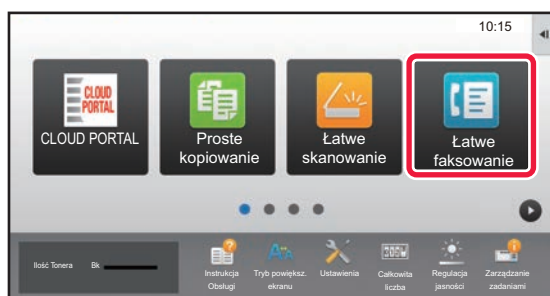 10:15
CLOUD
PORTAL
CLOUD PORTAL
Proste
kopiowanie
Łatwe
skanowanie
Łatwe
faksowanie
Ilość Tonera Bk
Instrukcja
Obsługi
Tryb powiększ.
ekranu
Ustawienia
Całkowita
liczba
Regulacja
jasności
Zarządzanie
zadaniami